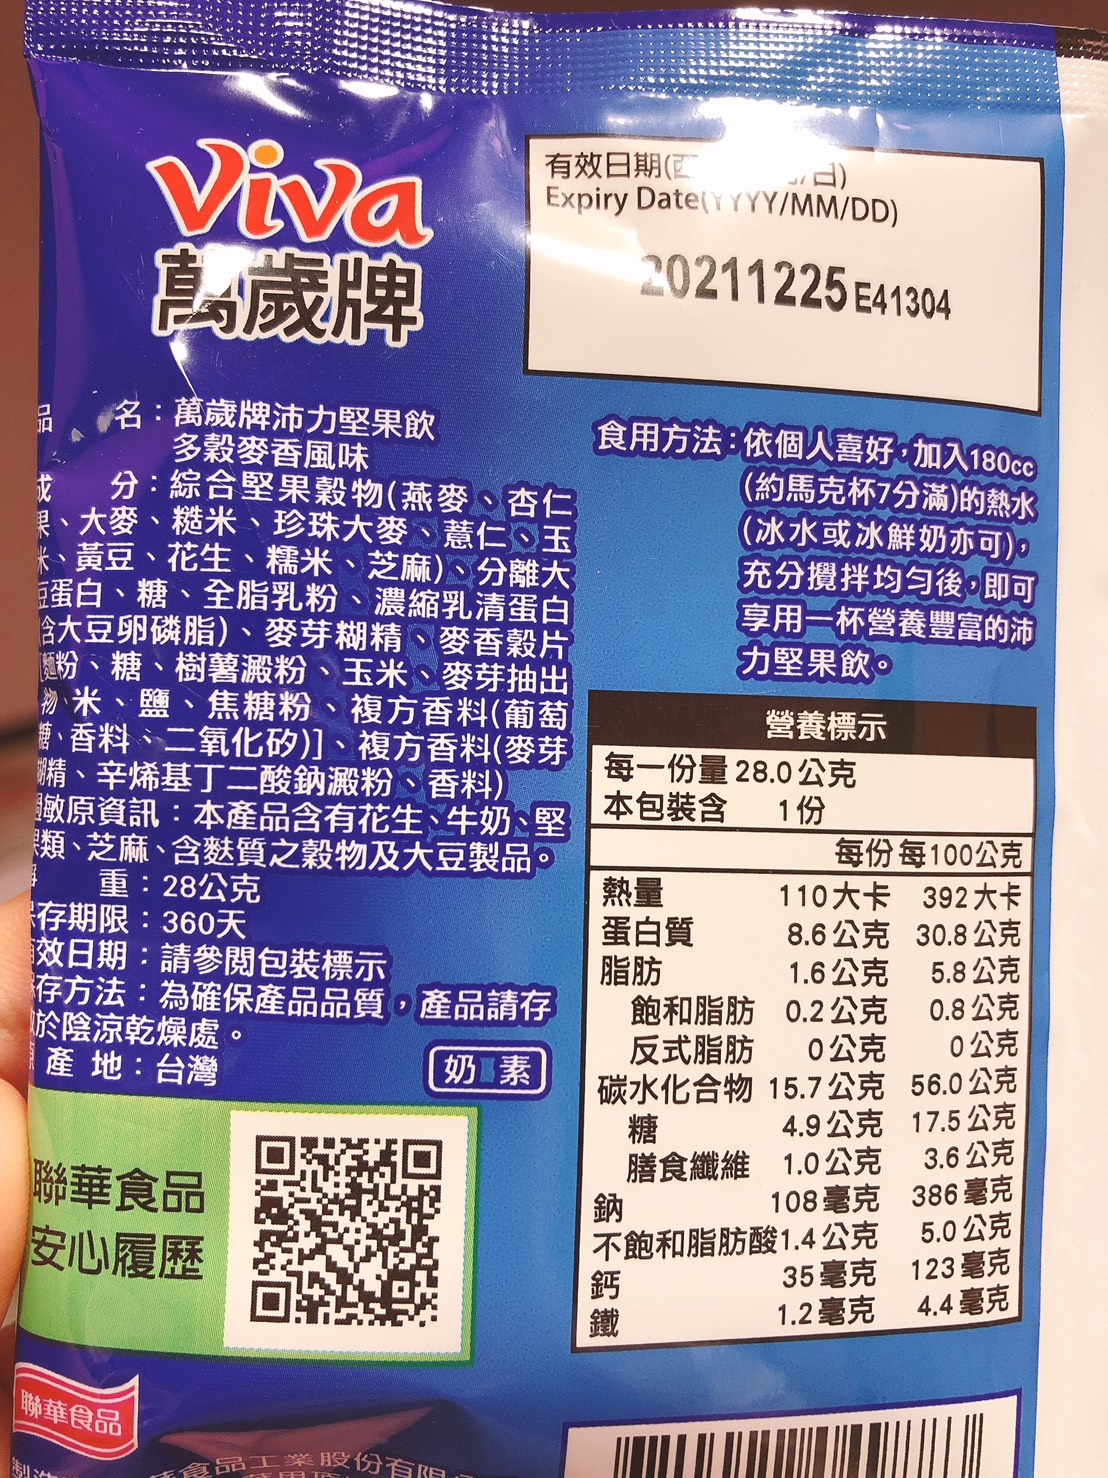 Viva
萬歲牌
有效日期(西 /日)
Expiry Date(YYYY/MM/DD)
20211225 E41304
品 名：萬歲牌沛力堅果飲
多穀麥香風味
成 分：綜合堅果穀物(燕麥、杏仁
果、大麥、糙米、珍珠大麥、薏仁、玉
米、黃豆、花生、糯米、芝麻)、分離大
豆蛋白、糖、全脂乳粉、濃縮乳清蛋白
(含大豆卵磷脂)、麥芽糊精、麥香穀片
[麵粉、糖、樹薯澱粉、玉米、麥芽抽出
物、米、鹽、焦糖粉、複方香料(葡萄
糖、香料、二氧化矽)]、複方香料(麥芽
糊精、辛烯基丁二酸鈉澱粉、香料)
過敏原資訊：本產品含有花生、牛奶、堅
果類、芝麻、含麩質之穀物及大豆製品。
重：28公克
保存期限：360天
有效日期：請參閱包裝標示
保存方法：為確保產品品質，產品請存
放於陰涼乾燥處。
原產地：台灣
奶 素
食用方法：依個人喜好，加入180cc
(約馬克杯7分滿)的熱水
(冰水或冰鮮奶亦可)，
充分攪拌均勻後，即可
享用一杯營養豐富的沛
力堅果飲。
營養標示
每一份量 28.0公克
本包裝含 1份
每份 每100公克
熱量 110大卡 392大卡
蛋白質 8.6公克 30.8公克
脂肪 1.6公克 5.8公克
飽和脂肪 0.2公克 0.8公克
反式脂肪 0公克 0公克
碳水化合物 15.7公克 56.0公克
糖 4.9公克 17.5公克
膳食纖維 1.0公克 3.6公克
鈉 108毫克 386毫克
不飽和脂肪酸 1.4公克 5.0公克
鈣 35毫克 123毫克
鐵 1.2毫克 4.4毫克
聯華食品
安心履歷
聯華食品
食品工業股份有限